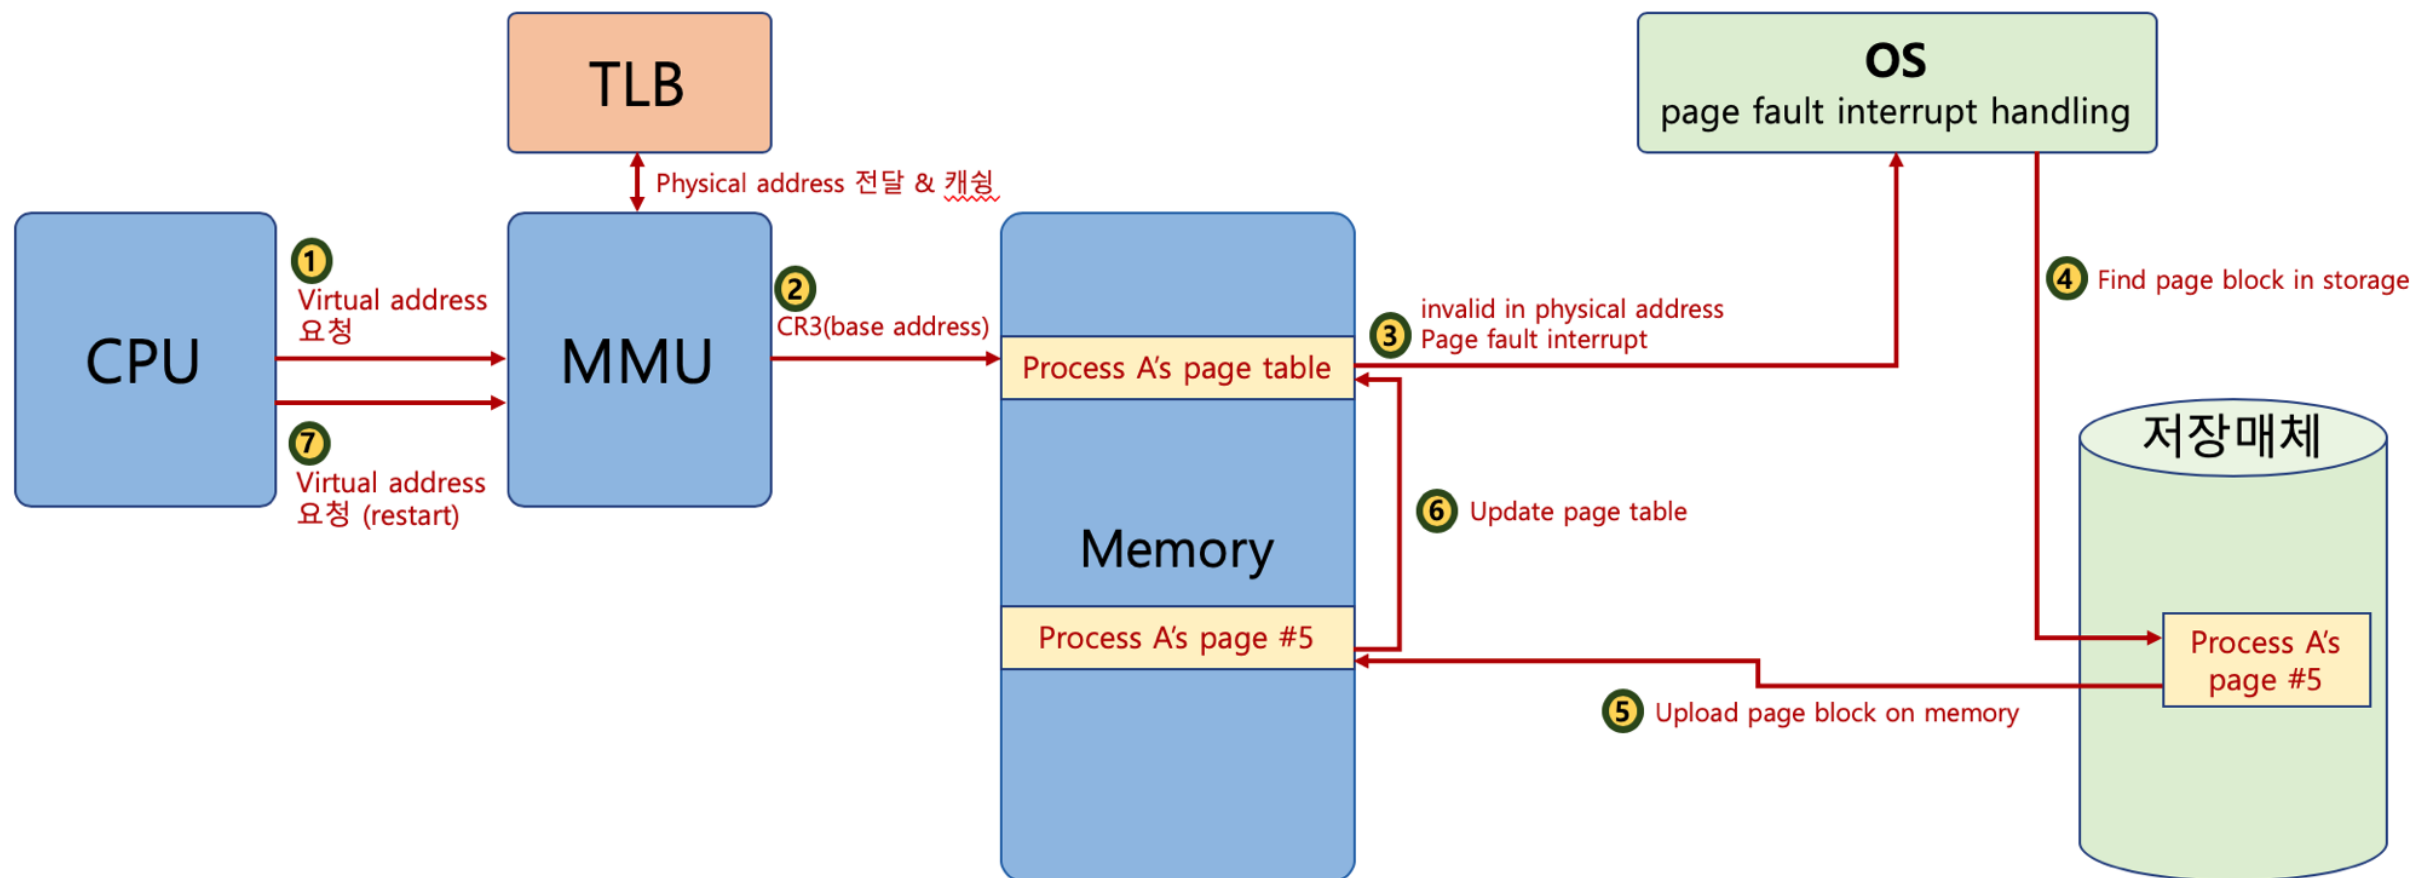 TLB
OS
page fault interrupt handling
Physical address 전달 & 캐슁
CPU
1
Virtual address
요청
7
Virtual address
요청 (restart)
MMU
2
CR3(base address)
Process A's page table
Memory
Process A's page #5
3
invalid in physical address
Page fault interrupt
4
Find page block in storage
6
Update page table
5
Upload page block on memory
저장매체
Process A's
page #5